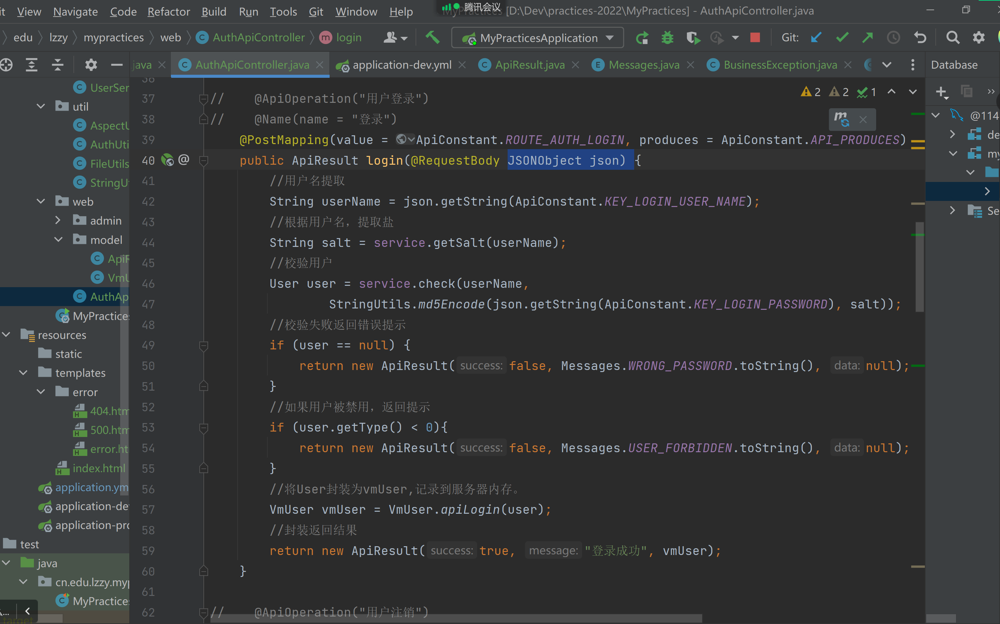 View Navigate Code Refactor Build Run Tools Git Window Help 腾讯会议 MyPractices [D:\Dev\practices-2022\MyPractices] - AuthApiController.java
edu lzzy mypractices web AuthApiController login MyPracticesApplication Git:
.java AuthApiController.java application-dev.yml ApiResult.java Messages.java BusinessException.java Database
UserSer
util
AspectU
AuthUti
FileUtils
StringU
web
admin
model
ApiR
VmU
AuthAp
MyPractices
resources
static
templates
error
404.htm
500.htm
error.ht
index.html
application.ym
application-dev
application-pro
test
java
cn.edu.lzzy.myp
MyPractices
target
2 2 1
36
37 //    @ApiOperation("用户登录")
38 //    @Name(name = "登录")
39 @PostMapping(value = ApiConstant.ROUTE_AUTH_LOGIN, produces = ApiConstant.API_PRODUCES)
40 @ public ApiResult login(@RequestBody JSONObject json) {
41 //用户名提取
42 String userName = json.getString(ApiConstant.KEY_LOGIN_USER_NAME);
43 //根据用户名，提取盐
44 String salt = service.getSalt(userName);
45 //校验用户
46 User user = service.check(userName,
47 StringUtils.md5Encode(json.getString(ApiConstant.KEY_LOGIN_PASSWORD), salt));
48 //校验失败返回错误提示
49 if (user == null) {
50 return new ApiResult( success: false, Messages.WRONG_PASSWORD.toString(), data: null);
51 }
52 //如果用户被禁用，返回提示
53 if (user.getType() < 0){
54 return new ApiResult( success: false, Messages.USER_FORBIDDEN.toString(), data: null);
55 }
56 //将User封装为vmUser,记录到服务器内存。
57 VmUser vmUser = VmUser.apiLogin(user);
58 //封装返回结果
59 return new ApiResult( success: true, message: "登录成功", vmUser);
60 }
61
62 //    @ApiOperation("用户注销")
@114
de
my
Se